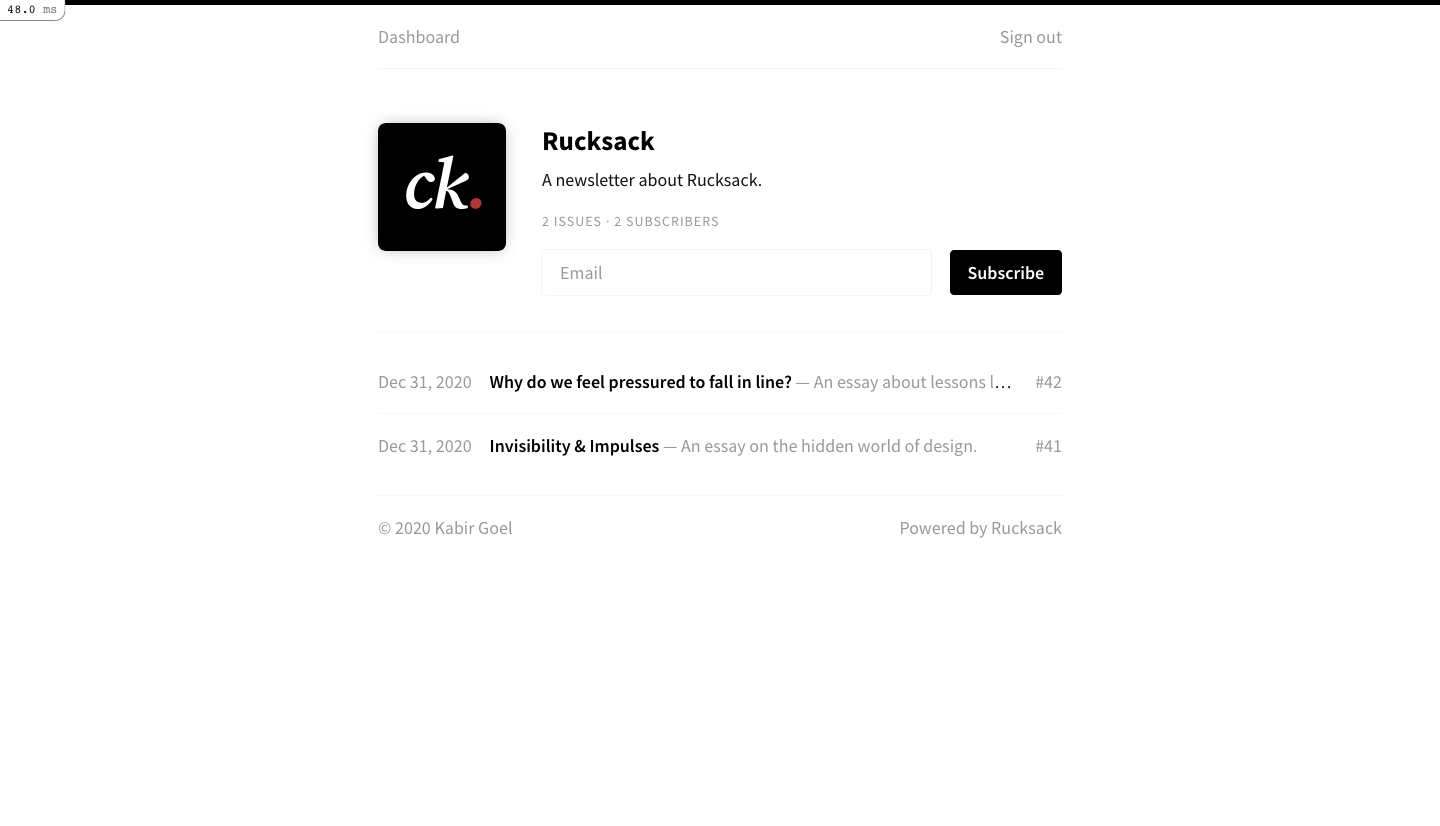 48.0 ms
Dashboard Sign out
ck.
Rucksack
A newsletter about Rucksack.
2 ISSUES · 2 SUBSCRIBERS
Email Subscribe
Dec 31, 2020 Why do we feel pressured to fall in line? — An essay about lessons l… #42
Dec 31, 2020 Invisibility & Impulses — An essay on the hidden world of design. #41
© 2020 Kabir Goel Powered by Rucksack